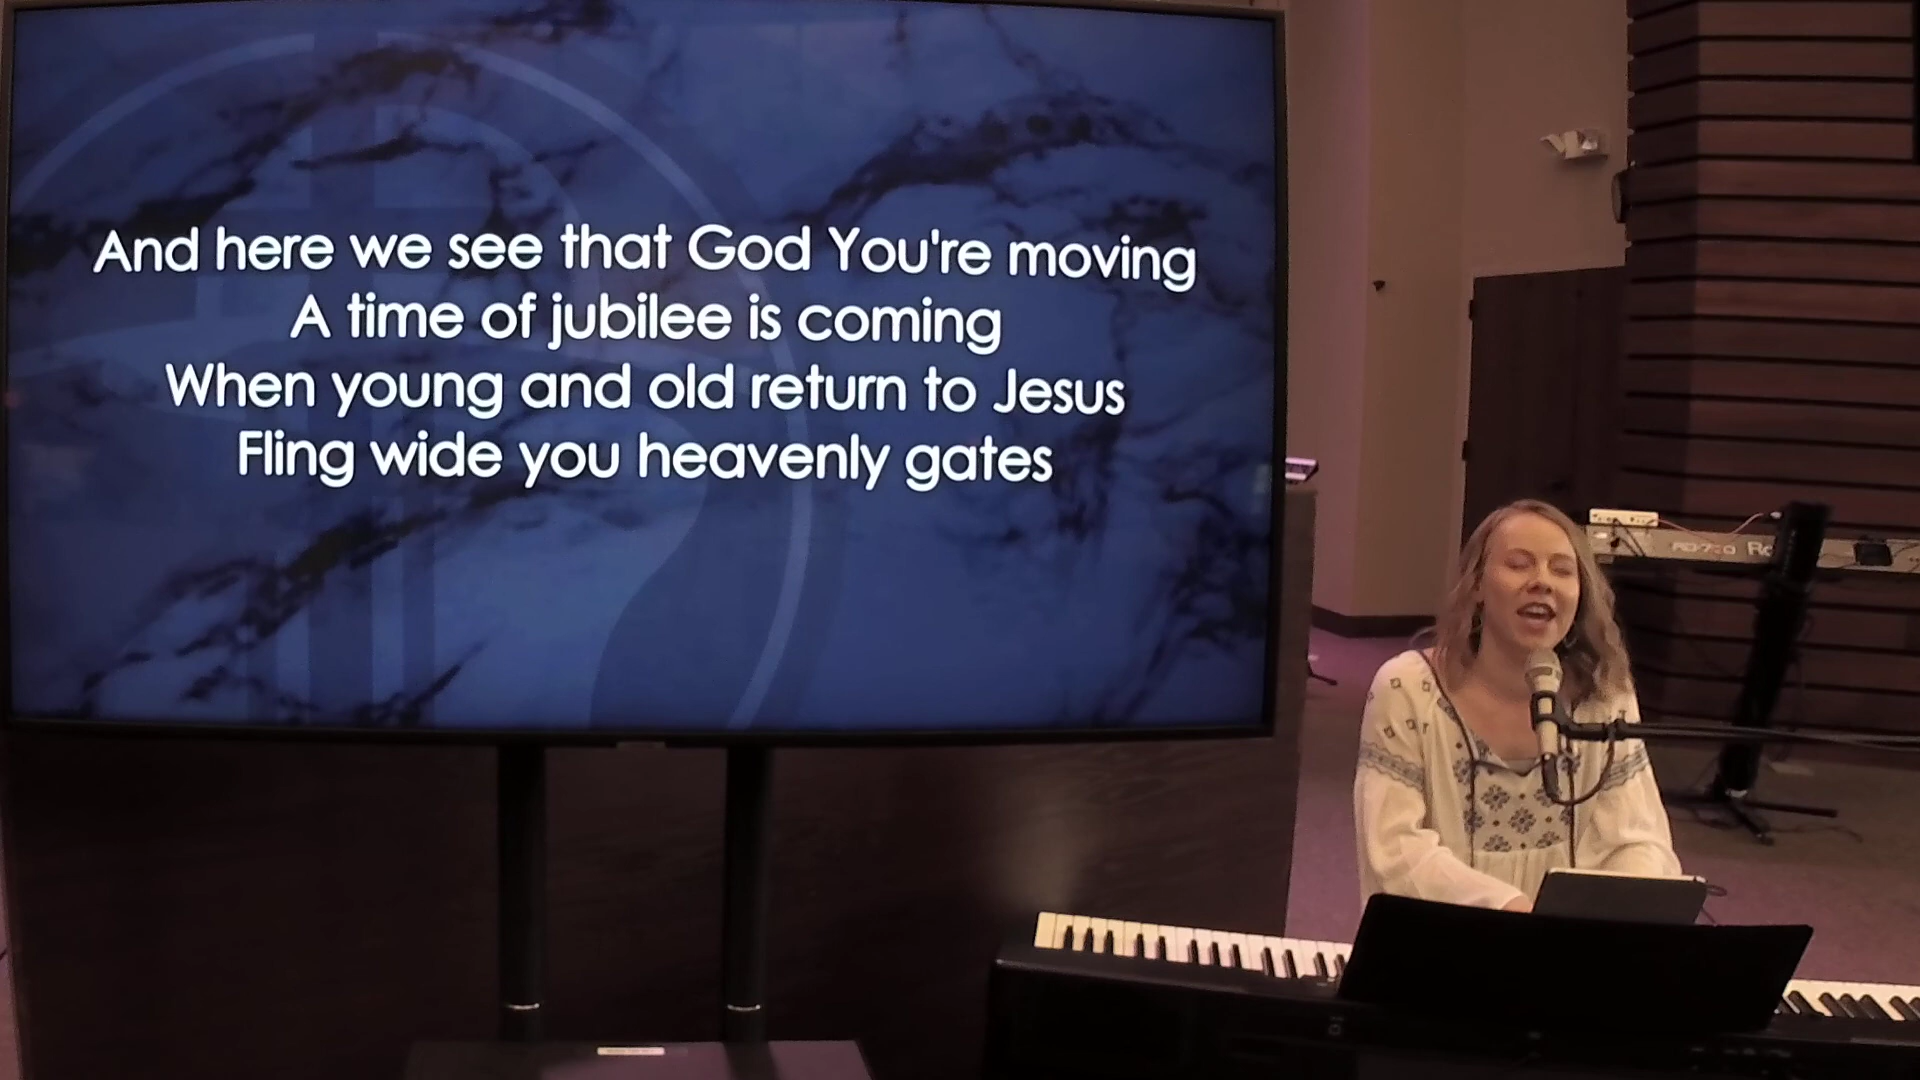 And here we see that God You're moving
A time of jubilee is coming
When young and old return to Jesus
Fling wide you heavenly gates